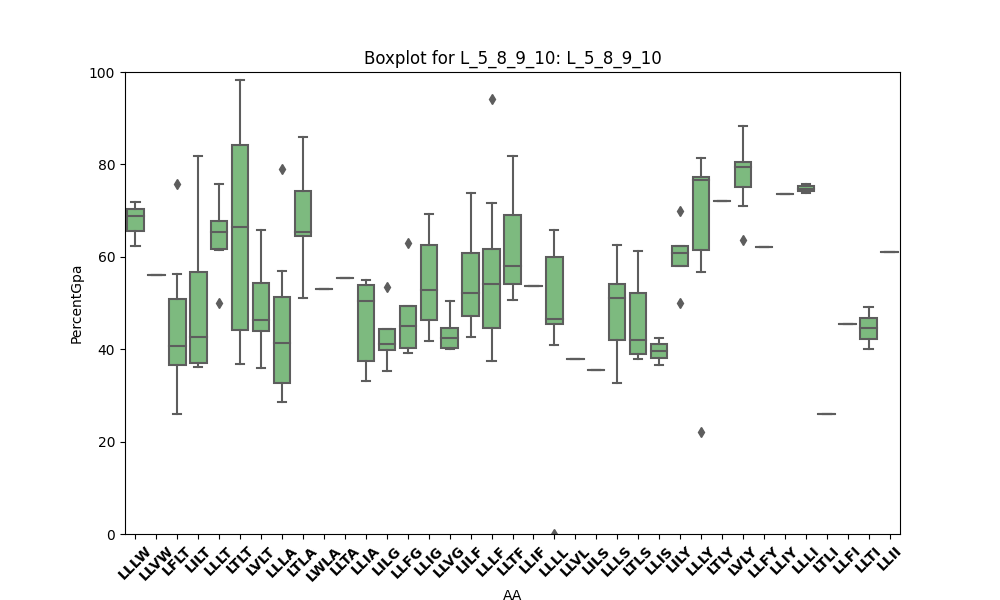 Boxplot for L_5_8_9_10: L_5_8_9_10
PercentGpa
100
80
60
40
20
0
LLLW
LLVW
LFLT
LILT
LLLT
LTLT
LVLT
LLLA
LTLA
LWLA
LLTA
LLIA
LILG
LLFG
LLIG
LLVG
LILF
LLLF
LLTF
LLIF
LLLL
LLVL
LILS
LLLS
LTLS
LLIS
LILY
LLLY
LTLY
LVLY
LLFY
LLIY
LLLI
LTLI
LLFI
LLTI
LLII
AA